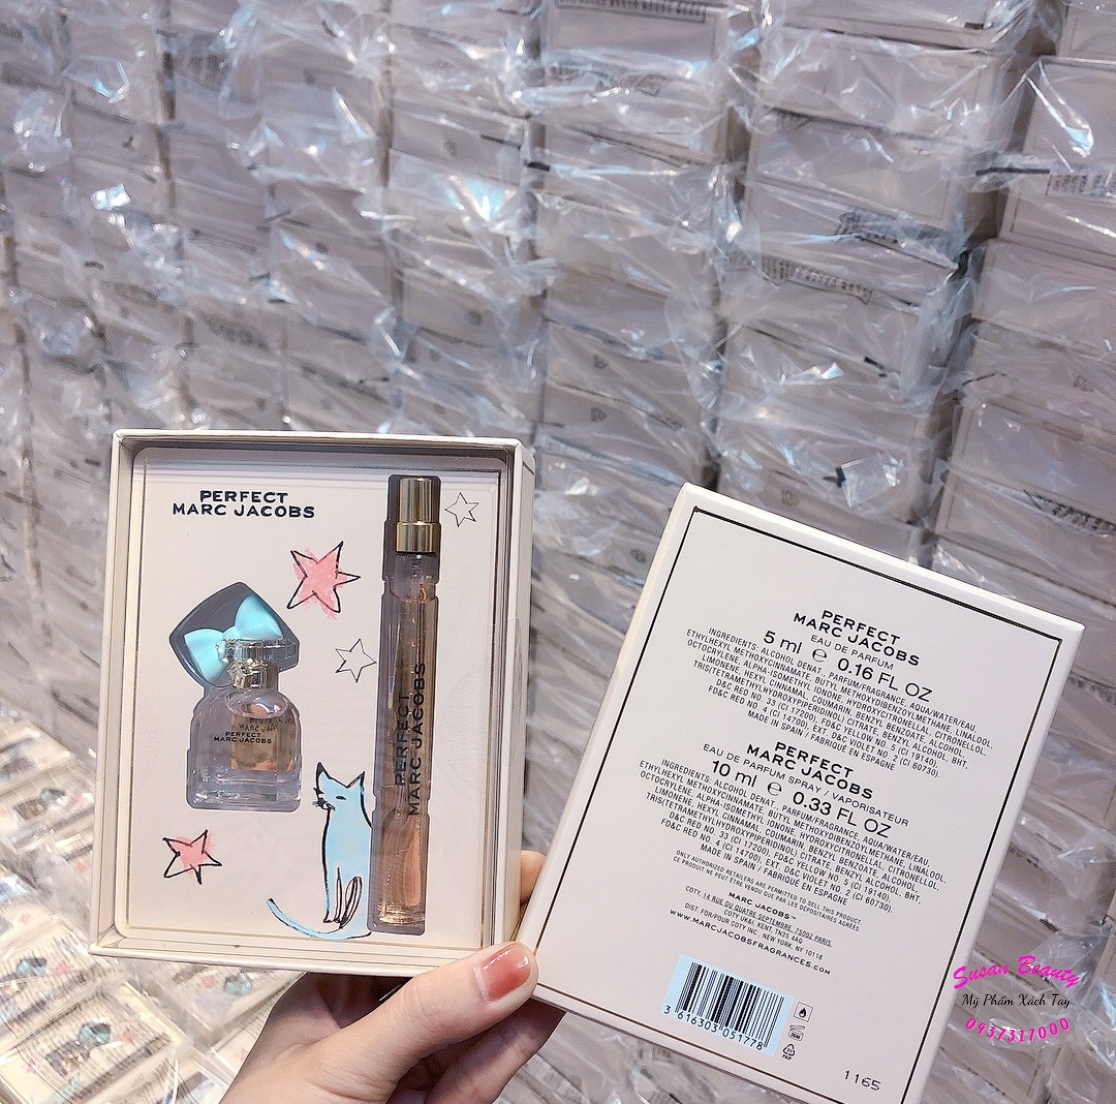 PERFECT
MARC JACOBS
PERFECT
MARC JACOBS
PERFECT
MARC JACOBS
PERFECT
MARC JACOBS
EAU DE PARFUM
5 ml e 0.16 FL OZ
INGREDIENTS: ALCOHOL DENAT., PARFUM/FRAGRANCE, AQUA/WATER/EAU,
ETHYLHEXYL METHOXYCINNAMATE, BUTYL METHOXYDIBENZOYLMETHANE, LINALOOL,
OCTOCRYLENE, ALPHA-ISOMETHYL IONONE, HYDROXYCITRONELLAL, CITRONELLOL,
LIMONENE, HEXYL CINNAMAL, COUMARIN, BENZYL BENZOATE, ALCOHOL,
TRIS(TETRAMETHYLHYDROXYPIPERIDINOL) CITRATE, BENZYL ALCOHOL, BHT,
D&C RED NO. 33 (CI 17200), FD&C YELLOW NO. 5 (CI 19140),
FD&C RED NO. 4 (CI 14700), EXT. D&C VIOLET NO. 2 (CI 60730).
MADE IN SPAIN / FABRIQUÉ EN ESPAGNE
PERFECT
MARC JACOBS
EAU DE PARFUM SPRAY / VAPORISATEUR
10 ml e 0.33 FL OZ
INGREDIENTS: ALCOHOL DENAT., PARFUM/FRAGRANCE, AQUA/WATER/EAU,
ETHYLHEXYL METHOXYCINNAMATE, BUTYL METHOXYDIBENZOYLMETHANE, LINALOOL,
OCTOCRYLENE, ALPHA-ISOMETHYL IONONE, HYDROXYCITRONELLAL, CITRONELLOL,
LIMONENE, HEXYL CINNAMAL, COUMARIN, BENZYL BENZOATE, ALCOHOL,
TRIS(TETRAMETHYLHYDROXYPIPERIDINOL) CITRATE, BENZYL ALCOHOL, BHT,
D&C RED NO. 33 (CI 17200), FD&C YELLOW NO. 5 (CI 19140),
FD&C RED NO. 4 (CI 14700), EXT. D&C VIOLET NO. 2 (CI 60730).
MADE IN SPAIN / FABRIQUÉ EN ESPAGNE
ONLY AUTHORIZED RETAILERS ARE PERMITTED TO SELL THIS PRODUCT
CE PRODUIT NE PEUT ÊTRE VENDU QUE PAR LES DÉPOSITAIRES AGRÉÉS
MARC JACOBS™
COTY, 14 RUE DU QUATRE SEPTEMBRE, 75002 PARIS,
COTY UK&I, KENT, TN25 4AQ
DIST. FOR/POUR COTY INC., NEW YORK, NY 10118
WWW.MARCJACOBSFRAGRANCES.COM
3 616303 051778
1165
Susan Beauty
Mỹ Phẩm Xách Tay
0937317000